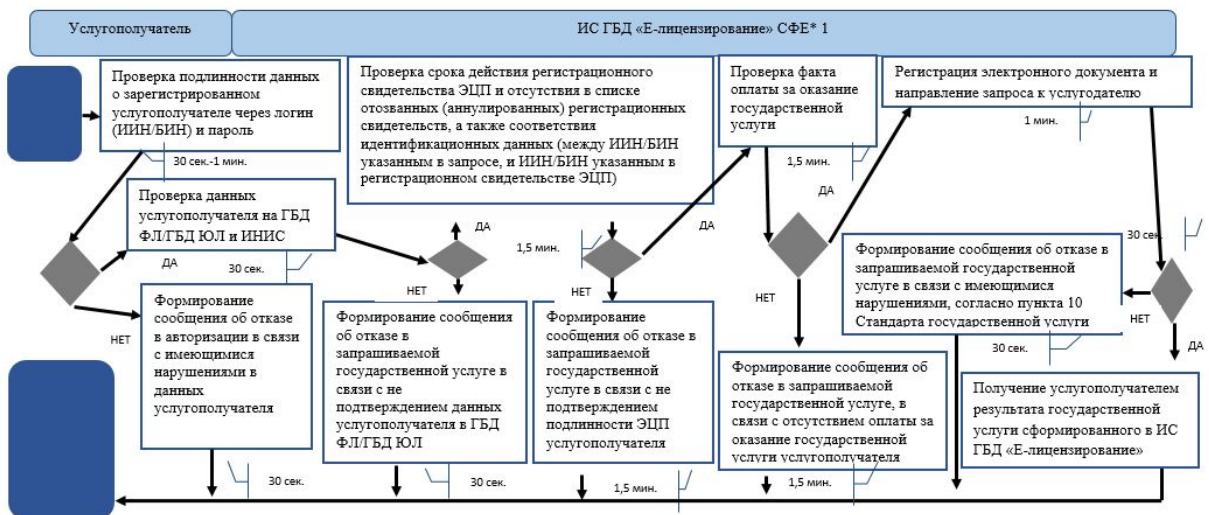 Услугополучатель
ИС ГБД «Е-лицензирование» СФЕ* 1
Проверка подлинности данных
о зарегистрированном
услугополучателе через логин
(ИИН/БИН) и пароль
30 сек.-1 мин.
Проверка срока действия регистрационного
свидетельства ЭЦП и отсутствия в списке
отозванных (аннулированных) регистрационных
свидетельств, а также соответствия
идентификационных данных (между ИИН/БИН
указанным в запросе, и ИИН/БИН указанным в
регистрационном свидетельстве ЭЦП)
Проверка факта
оплаты за оказание
государственной
услуги
1,5 мин.
Регистрация электронного документа и
направление запроса к услугодателю
1 мин.
Проверка данных
услугополучателя на ГБД
ФЛ/ГБД ЮЛ и ИНИС
ДА
30 сек.
НЕТ
ДА
НЕТ
1,5 мин.
ДА
НЕТ
ДА
НЕТ
Формирование сообщения об отказе в
запрашиваемой государственной
услуге в связи с имеющимися
нарушениями, согласно пункта 10
Стандарта государственной услуги
30 сек.
НЕТ
ДА
30 сек.
Формирование
сообщения об отказе
в авторизации в связи
с имеющимися
нарушениями в
данных
услугополучателя
30 сек.
Формирование сообщения
об отказе в
запрашиваемой
государственной услуге в
связи с не
подтверждением данных
услугополучателя в ГБД
ФЛ/ГБД ЮЛ
30 сек.
Формирование
сообщения об отказе в
запрашиваемой
государственной
услуге в связи с не
подтверждением
подлинности ЭЦП
услугополучателя
1,5 мин.
Формирование сообщения об
отказе в запрашиваемой
государственной услуге, в
связи с отсутствием оплаты за
оказание государственной
услуги услугополучателя
1,5 мин.
Получение услугополучателем
результата государственной
услуги сформированного в ИС
ГБД «Е-лицензирование»